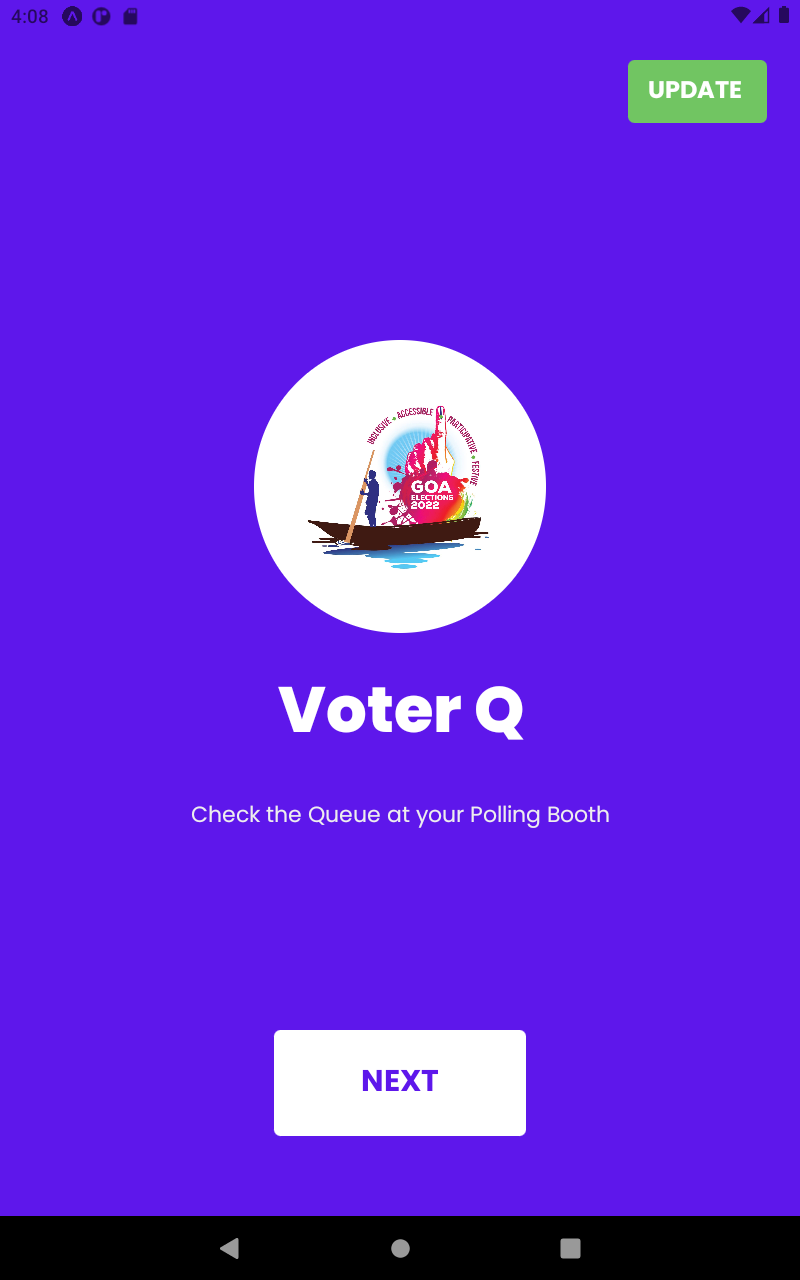 4:08
UPDATE
INCLUSIVE • ACCESSIBLE • PARTICIPATIVE • FESTIVE
GOA
ELECTIONS
2022
Voter Q
Check the Queue at your Polling Booth
NEXT